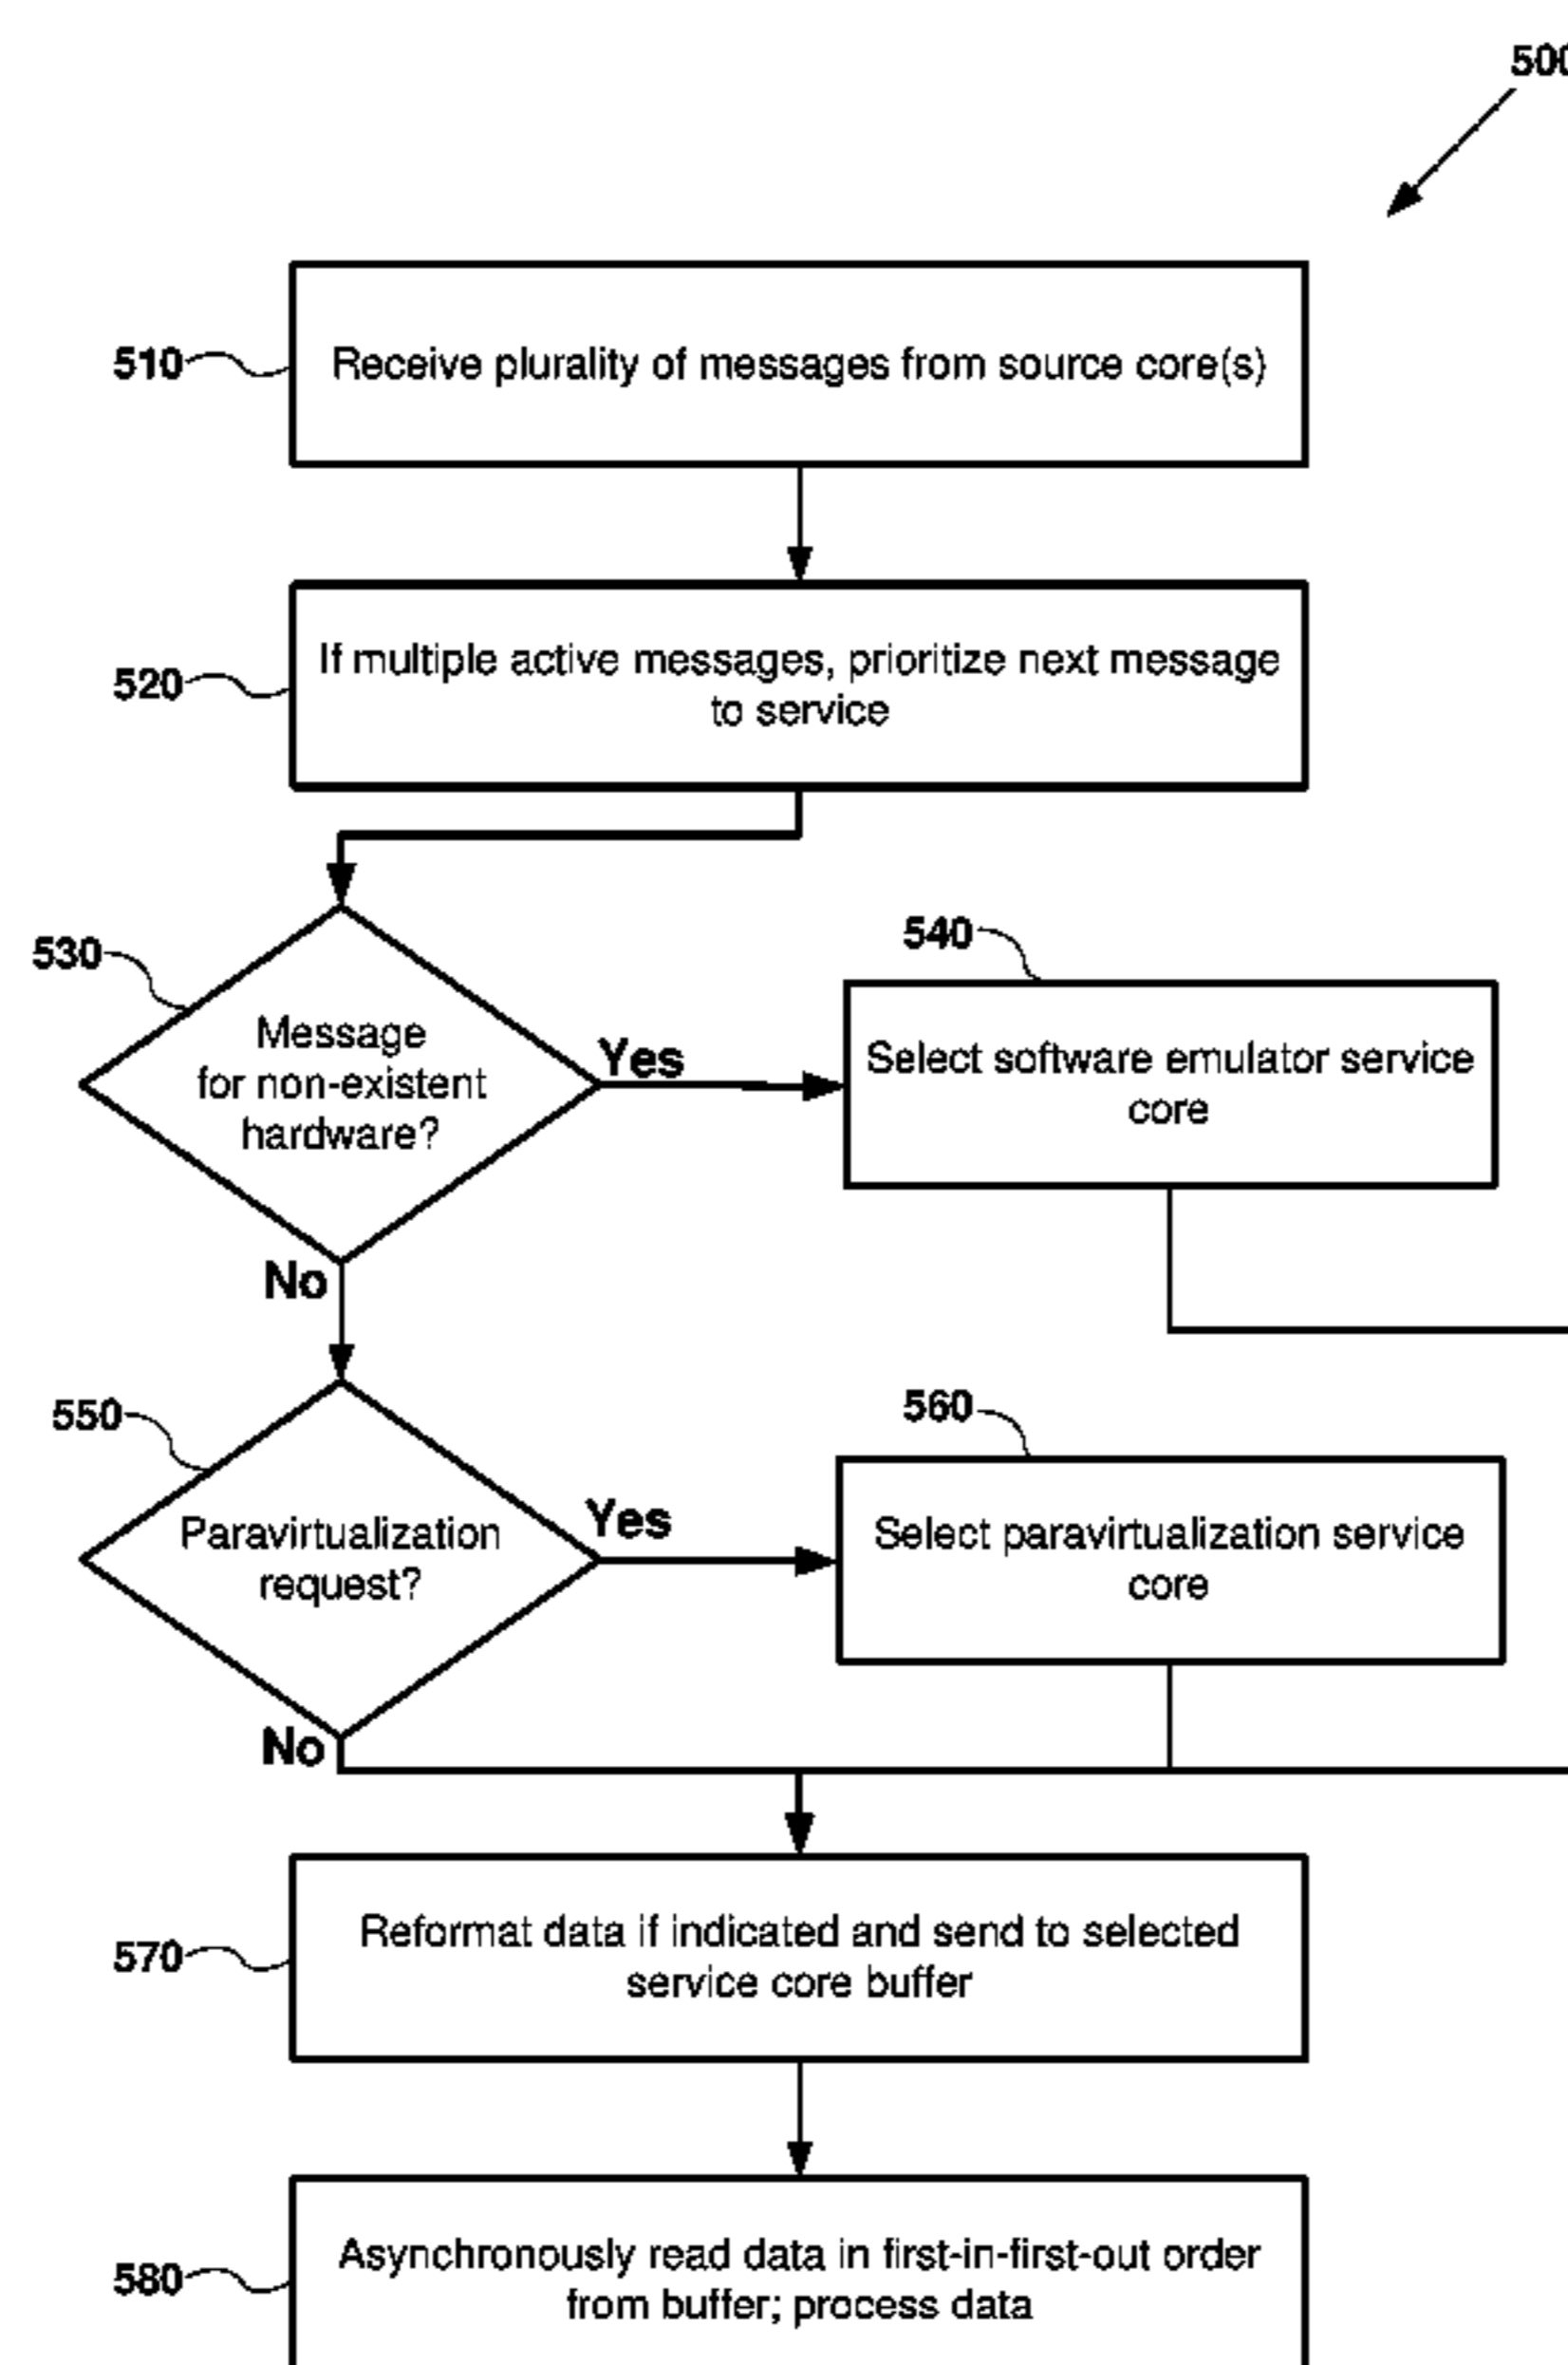 500
510
Receive plurality of messages from source core(s)
520
If multiple active messages, prioritize next message
to service
530
Message
for non-existent
hardware?
Yes
540
Select software emulator service
core
No
550
Paravirtualization
request?
Yes
560
Select paravirtualization service
core
No
570
Reformat data if indicated and send to selected
service core buffer
580
Asynchronously read data in first-in-first-out order
from buffer; process data